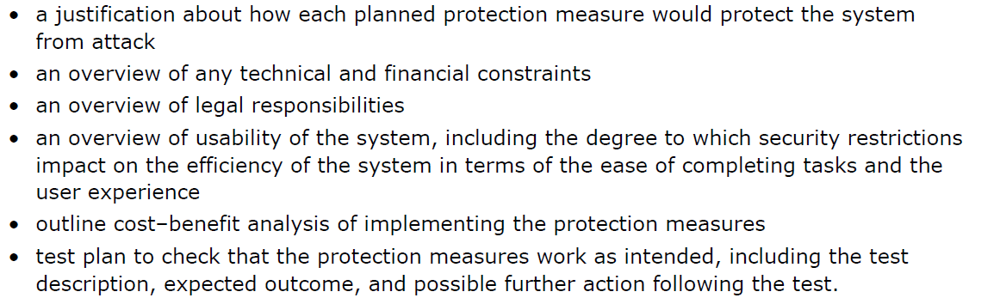 • a justification about how each planned protection measure would protect the system
from attack
• an overview of any technical and financial constraints
• an overview of legal responsibilities
• an overview of usability of the system, including the degree to which security restrictions
impact on the efficiency of the system in terms of the ease of completing tasks and the
user experience
• outline cost–benefit analysis of implementing the protection measures
• test plan to check that the protection measures work as intended, including the test
description, expected outcome, and possible further action following the test.